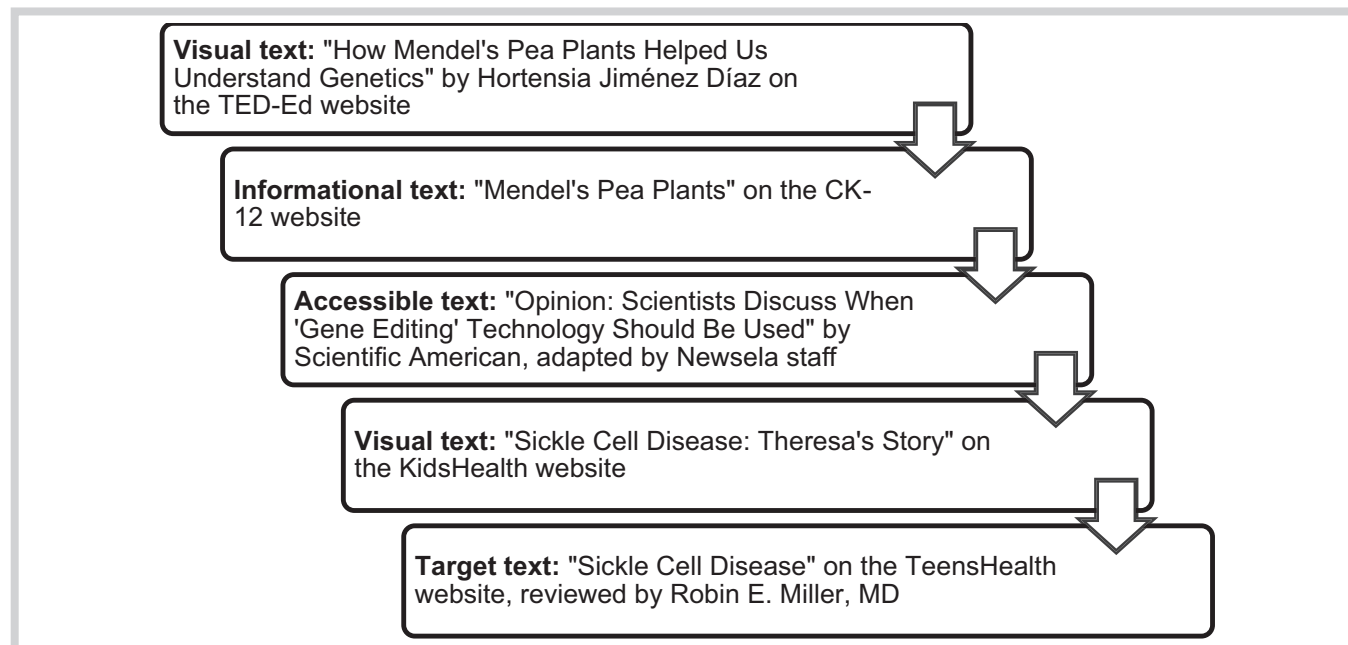 Visual text: "How Mendel's Pea Plants Helped Us
Understand Genetics" by Hortensia Jiménez Díaz on
the TED-Ed website
Informational text: "Mendel's Pea Plants" on the CK-
12 website
Accessible text: "Opinion: Scientists Discuss When
'Gene Editing' Technology Should Be Used" by
Scientific American, adapted by Newsela staff
Visual text: "Sickle Cell Disease: Theresa's Story" on
the KidsHealth website
Target text: "Sickle Cell Disease" on the TeensHealth
website, reviewed by Robin E. Miller, MD